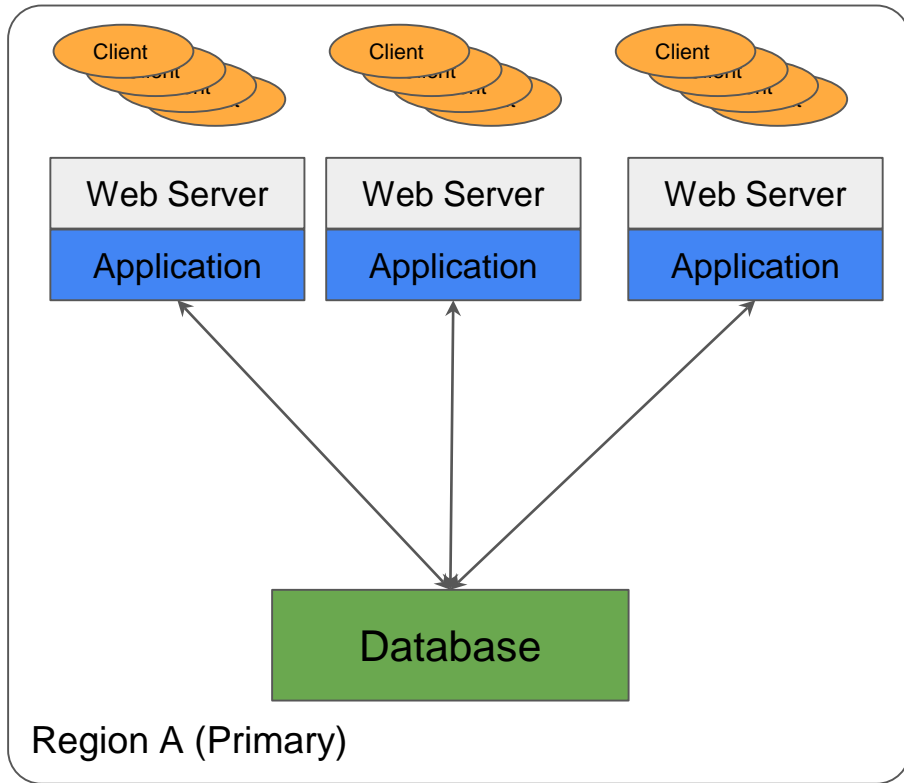 Client
Client
Client
Web Server
Web Server
Web Server
Application
Application
Application
Database
Region A (Primary)